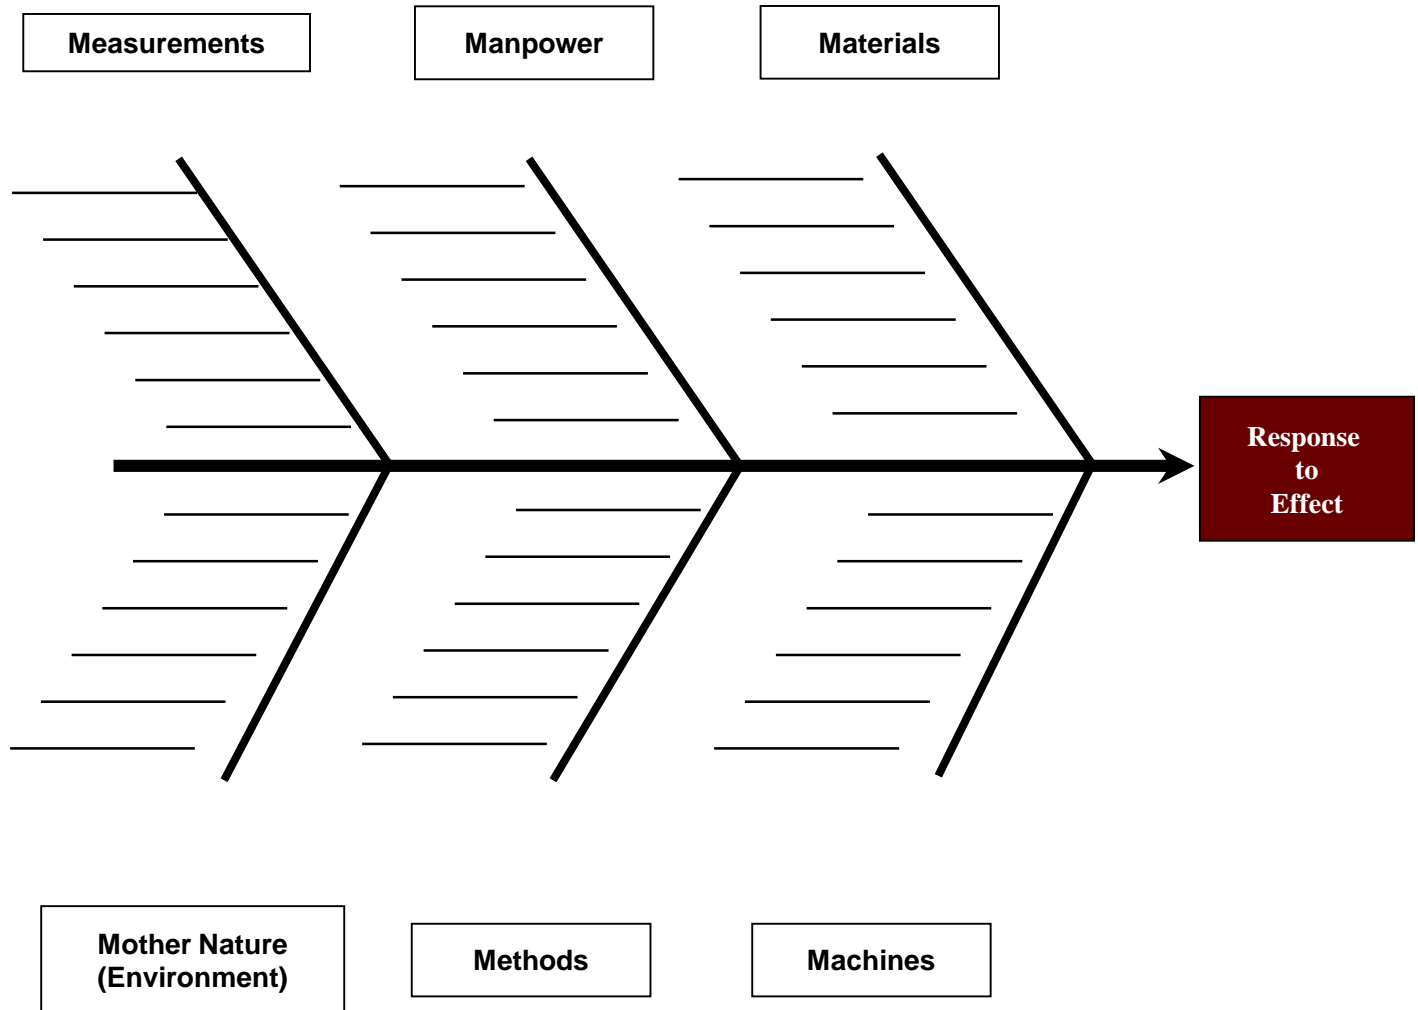 Measurements
Manpower
Materials
Response
to
Effect
Mother Nature
(Environment)
Methods
Machines